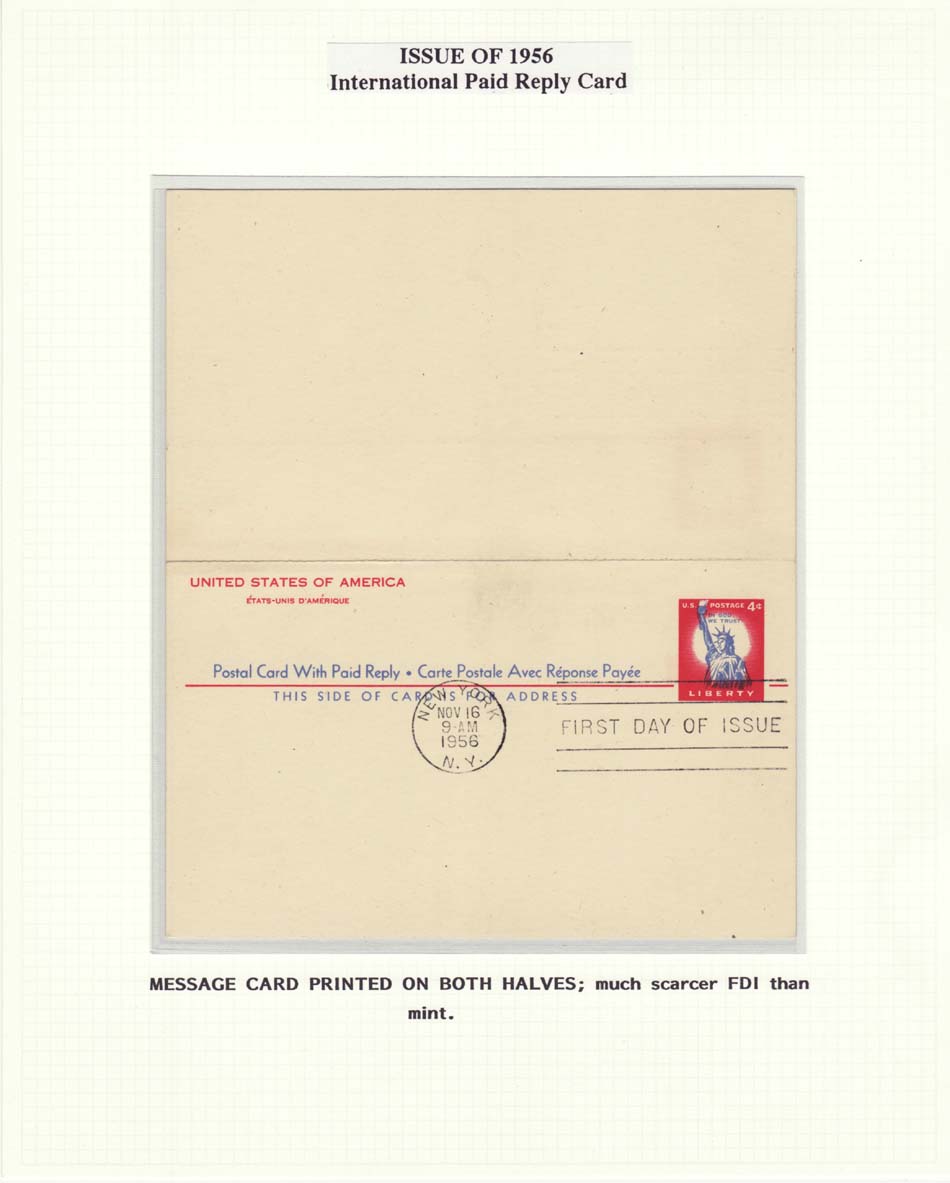 ISSUE OF 1956
International Paid Reply Card
UNITED STATES OF AMERICA
ÉTATS-UNIS D'AMÉRIQUE
U.S. POSTAGE 4¢
IN GOD
WE TRUST
LIBERTY
Postal Card With Paid Reply • Carte Postale Avec Réponse Payée
THIS SIDE OF CARD IS FOR ADDRESS
NEW YORK
NOV 16
9-AM
1956
N.Y.
FIRST DAY OF ISSUE
MESSAGE CARD PRINTED ON BOTH HALVES; much scarcer FDI than
mint.